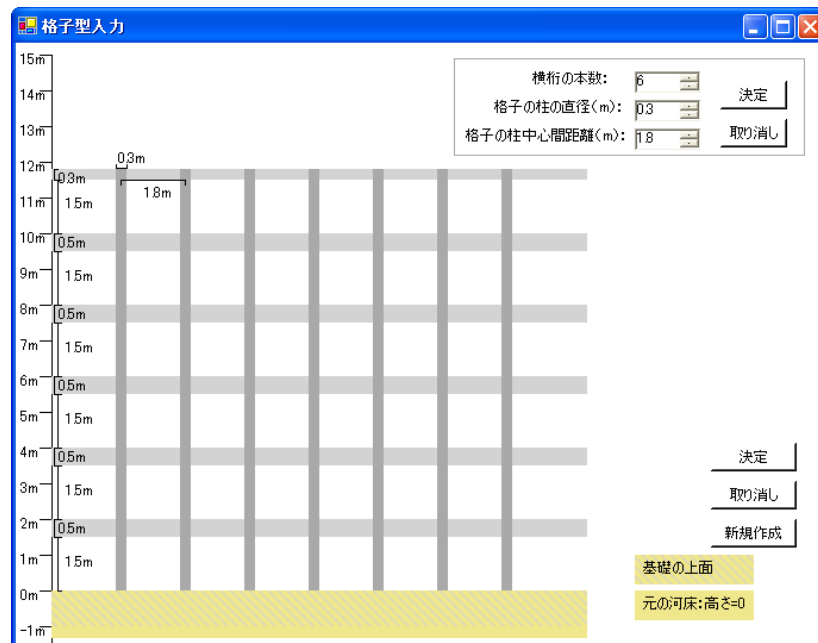 格子型入力
横桁の本数: 6
決定
格子の柱の直径(m): 0.3
格子の柱中心間距離(m): 1.8
取り消し
15m
14m
13m
12m
11m
10m
9m
8m
7m
6m
5m
4m
3m
2m
1m
0m
-1m
0.3m
1.8m
0.3m
1.5m
0.5m
1.5m
0.5m
1.5m
0.5m
1.5m
0.5m
1.5m
0.5m
1.5m
決定
取り消し
新規作成
基礎の上面
元の河床:高さ=0